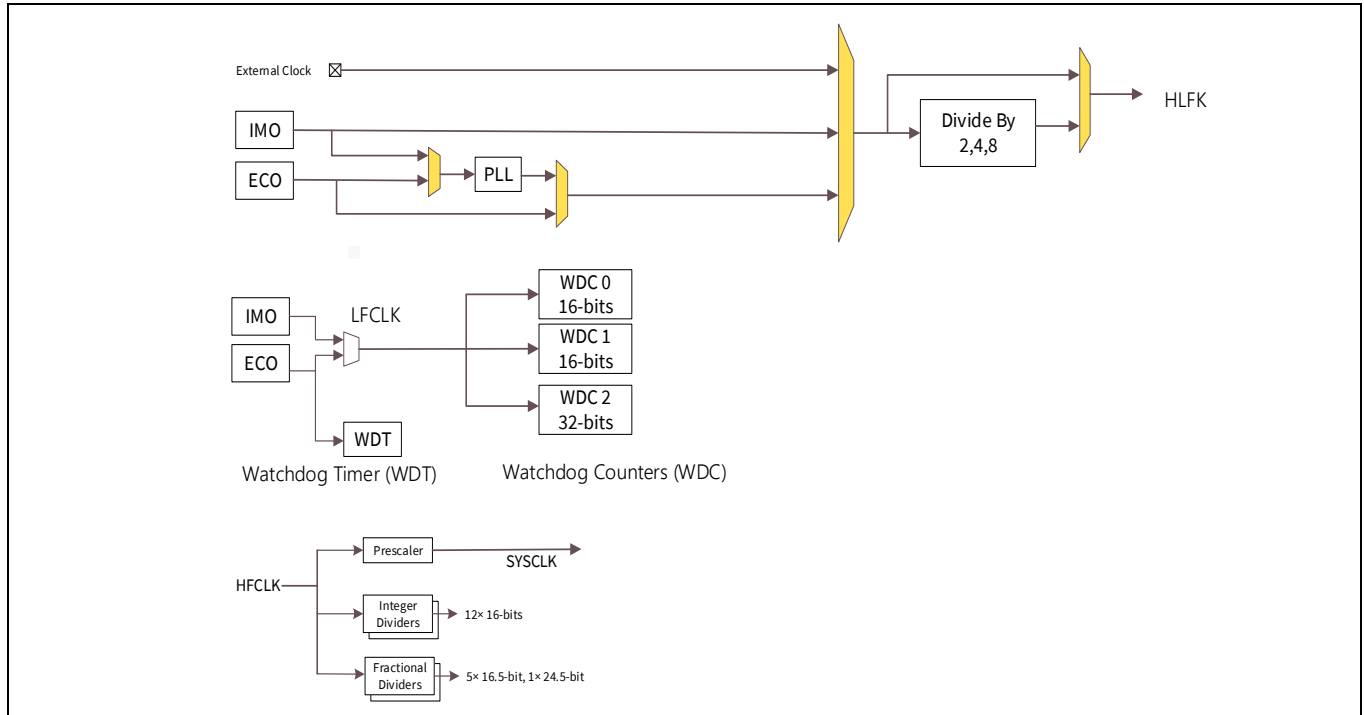 External Clock
IMO
ECO
PLL
Divide By
2,4,8
HLFK
IMO
ECO
LFCLK
WDT
Watchdog Timer (WDT)
WDC 0
16-bits
WDC 1
16-bits
WDC 2
32-bits
Watchdog Counters (WDC)
HFCLK
Prescaler
SYSCLK
Integer
Dividers
12× 16-bits
Fractional
Dividers
5× 16.5-bit, 1× 24.5-bit